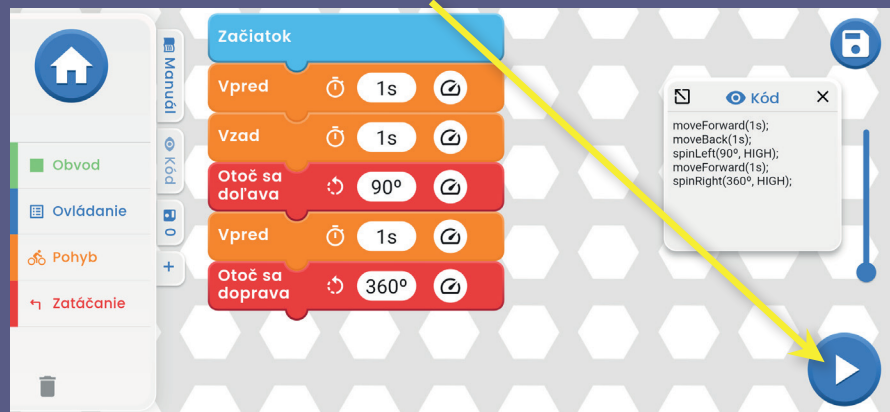 Obvod
Ovládanie
Pohyb
Zatáčanie
Manuál
Kód
0
+
Začiatok
Vpred 1s
Vzad 1s
Otoč sa
doľava 90º
Vpred 1s
Otoč sa
doprava 360º
Kód
moveForward(1s);
moveBack(1s);
spinLeft(90º, HIGH);
moveForward(1s);
spinRight(360º, HIGH);